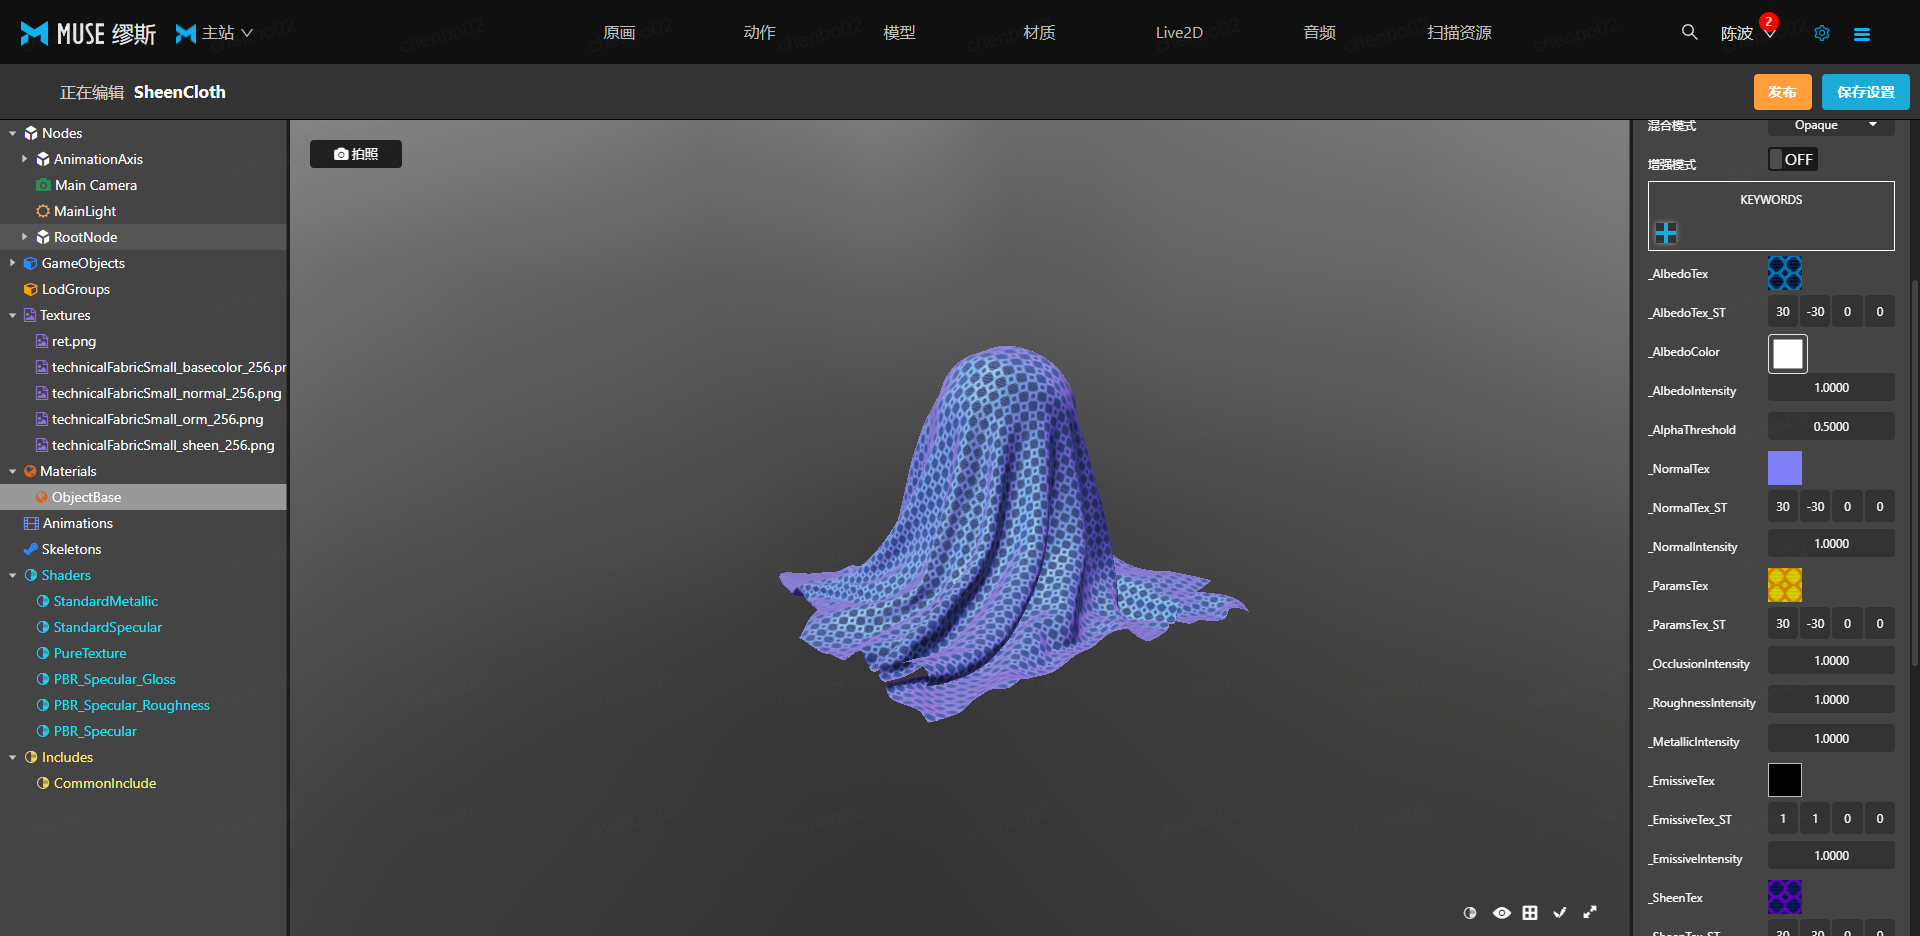 MUSE 缪斯 主站 原画 动作 模型 材质 Live2D 音频 扫描资源 陈波 2
正在编辑 SheenCloth 发布 保存设置
Nodes
AnimationAxis
Main Camera
MainLight
RootNode
GameObjects
LodGroups
Textures
ret.png
technicalFabricSmall_basecolor_256.pr
technicalFabricSmall_normal_256.png
technicalFabricSmall_orm_256.png
technicalFabricSmall_sheen_256.png
Materials
ObjectBase
Animations
Skeletons
Shaders
StandardMetallic
StandardSpecular
PureTexture
PBR_Specular_Gloss
PBR_Specular_Roughness
PBR_Specular
Includes
CommonInclude
拍照
混合模式 Opaque
增强模式 OFF
KEYWORDS
_AlbedoTex
_AlbedoTex_ST 30 -30 0 0
_AlbedoColor
_AlbedoIntensity 1.0000
_AlphaThreshold 0.5000
_NormalTex
_NormalTex_ST 30 -30 0 0
_NormalIntensity 1.0000
_ParamsTex
_ParamsTex_ST 30 -30 0 0
_OcclusionIntensity 1.0000
_RoughnessIntensity 1.0000
_MetallicIntensity 1.0000
_EmissiveTex
_EmissiveTex_ST 1 1 0 0
_EmissiveIntensity 1.0000
_SheenTex
_SheenTex_ST 30 -30 0 0
chenbo02